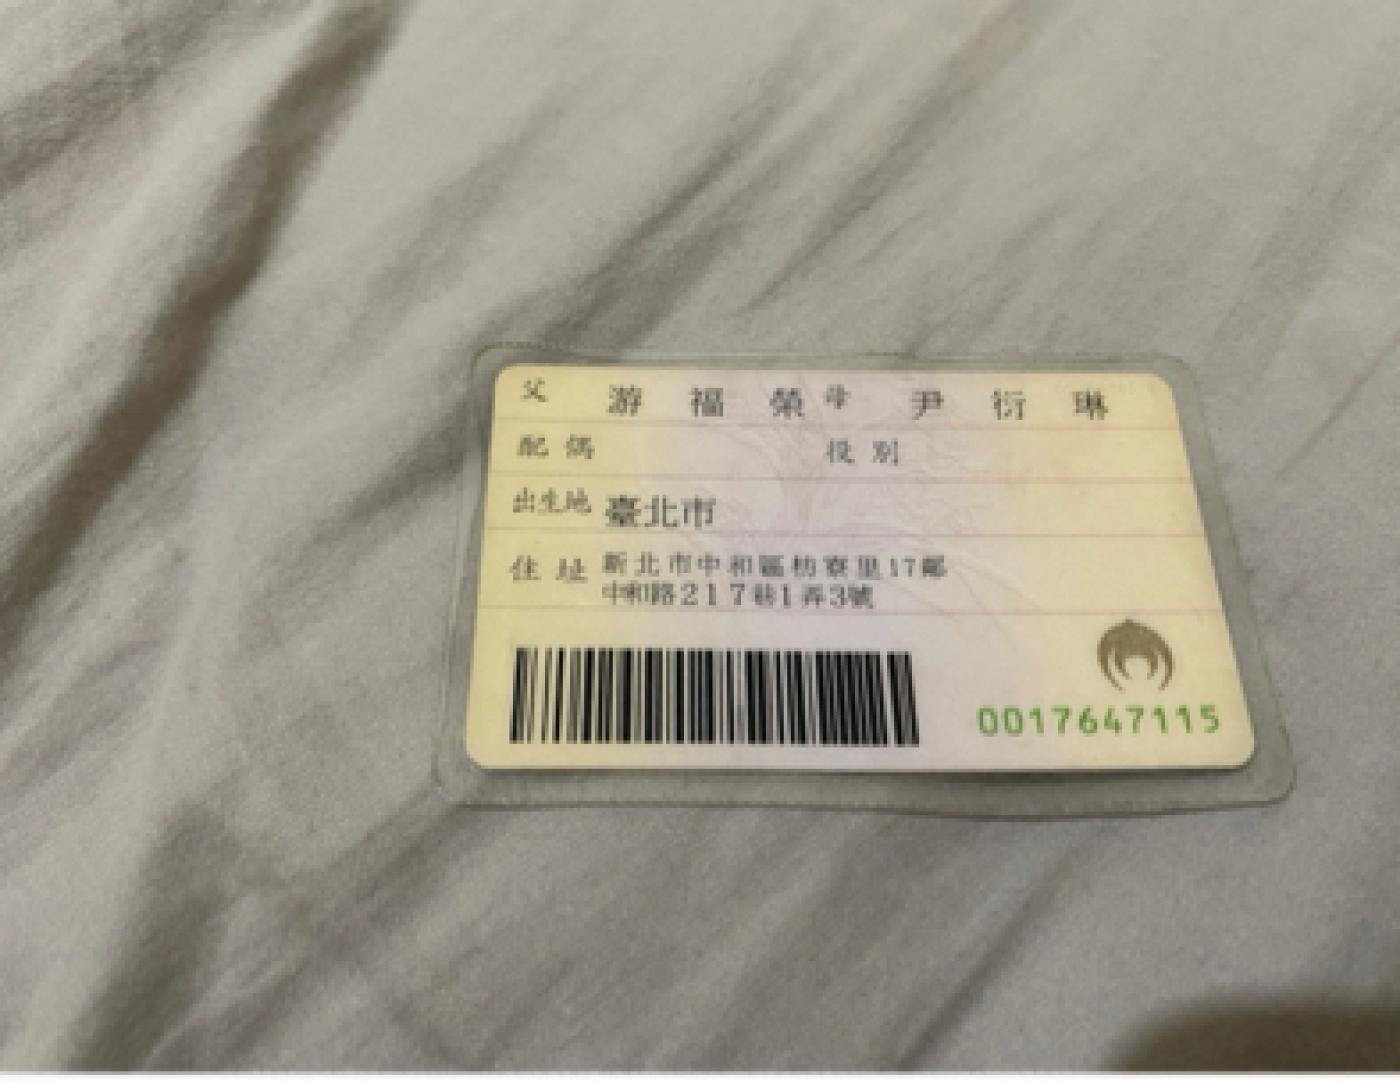 父 游福榮 母 尹衍琳
配偶 役別
出生地 臺北市
住址 新北市中和區枋寮里17鄰
中和路217巷1弄3號
0017647115